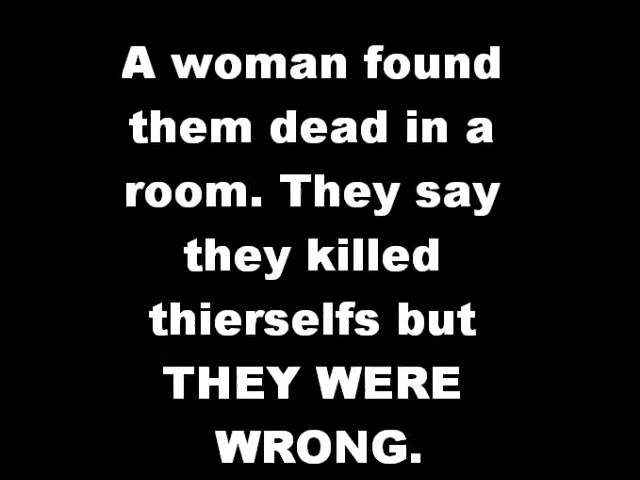 A woman found
them dead in a
room. They say
they killed
thierselfs but
THEY WERE
WRONG.